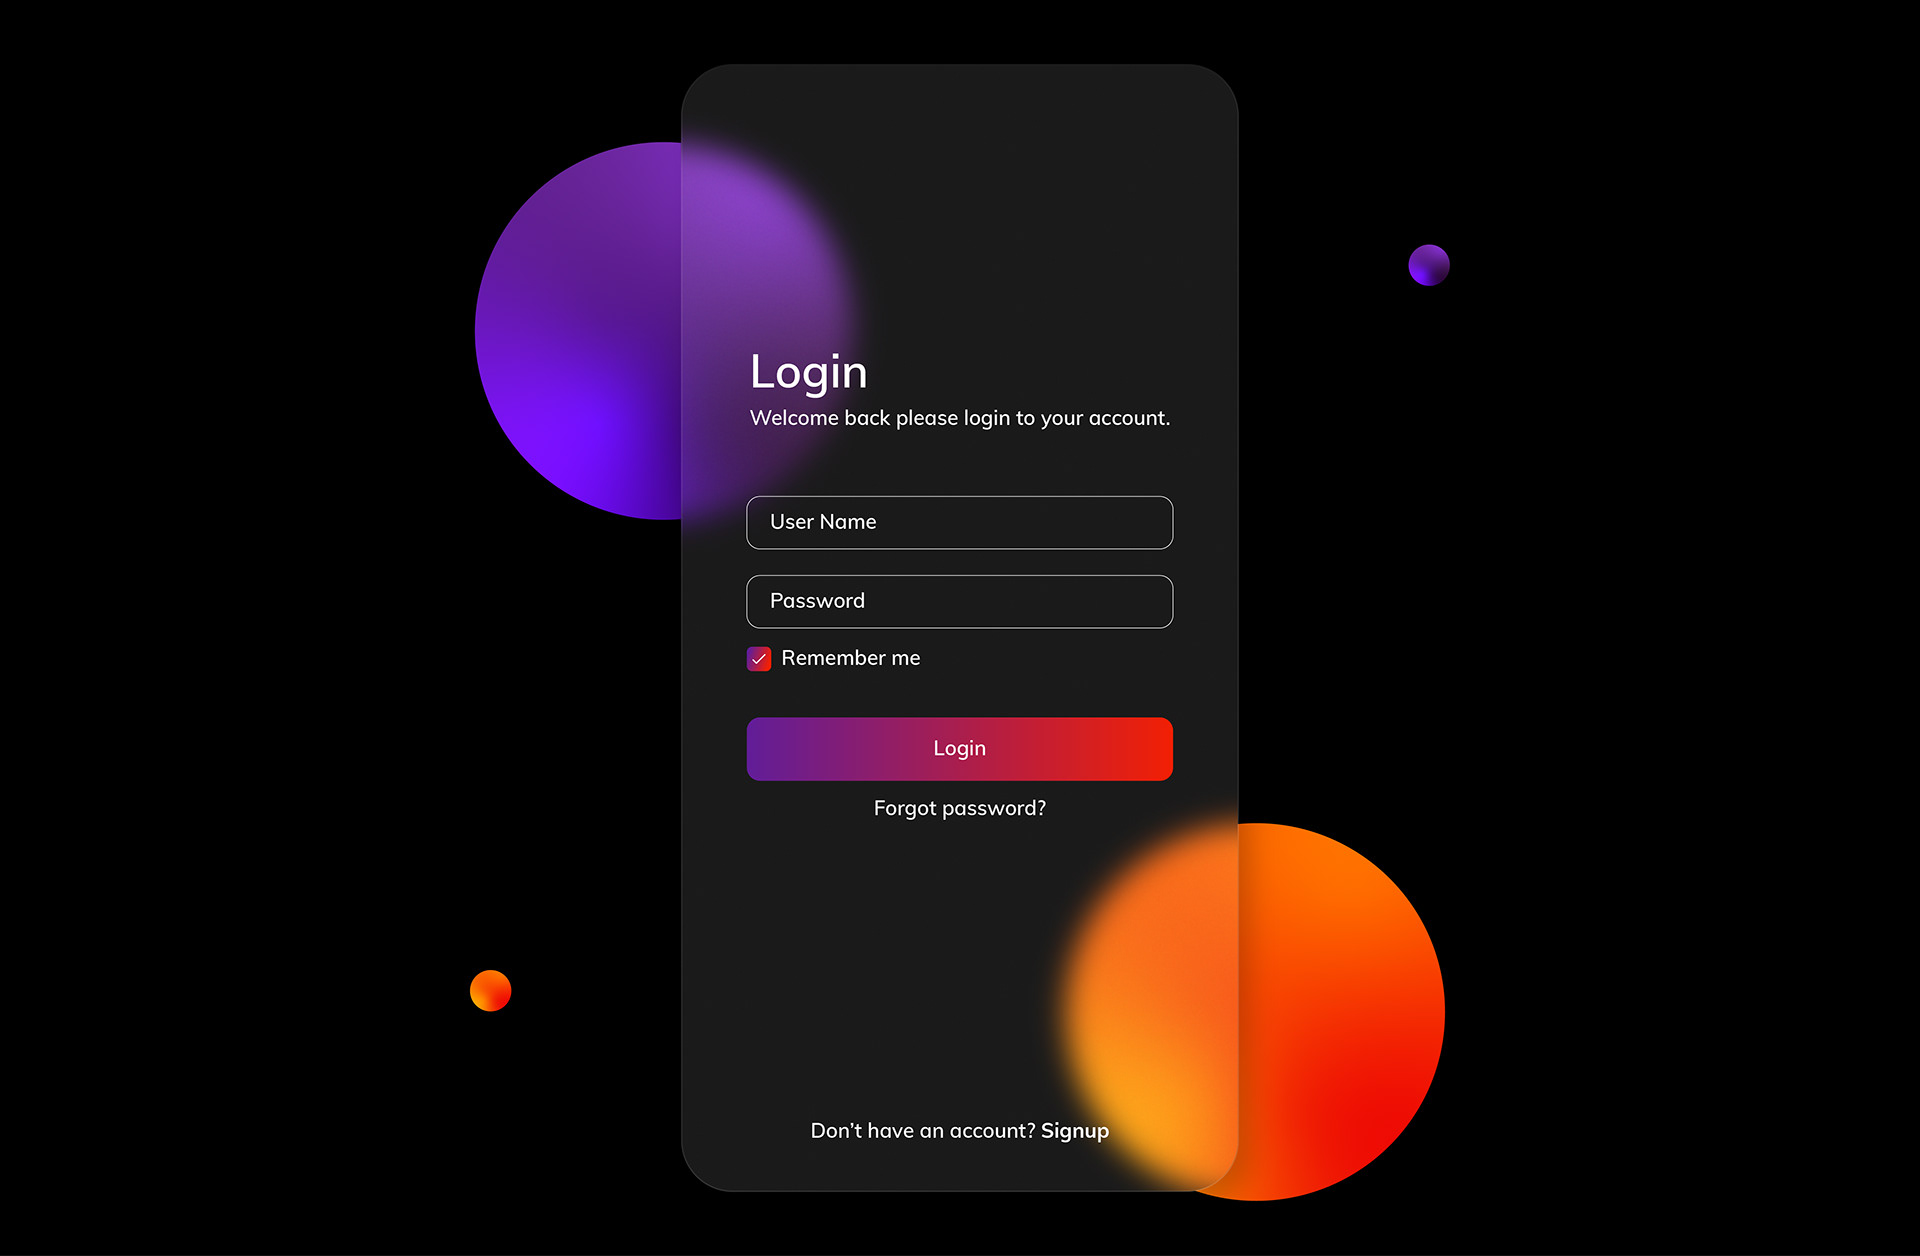 Login
Welcome back please login to your account.
User Name
Password
Remember me
Login
Forgot password?
Don't have an account? Signup